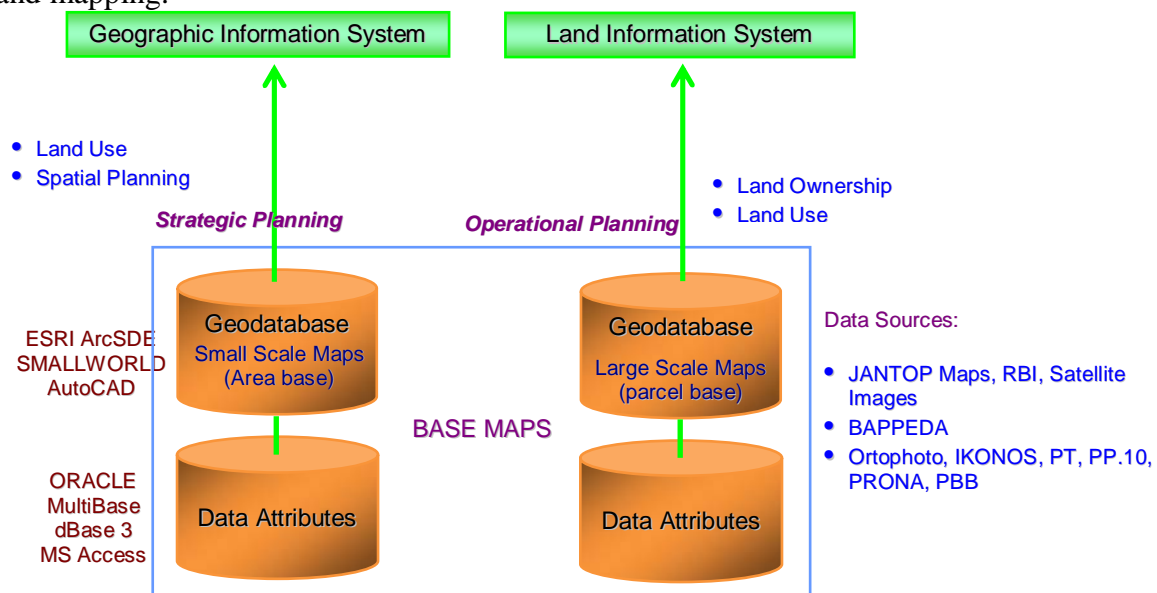 and mapping.
Geographic Information System
Land Information System
• Land Use
• Spatial Planning
• Land Ownership
• Land Use
Strategic Planning
Operational Planning
ESRI ArcSDE
SMALLWORLD
AutoCAD
Geodatabase
Small Scale Maps
(Area base)
Geodatabase
Large Scale Maps
(parcel base)
Data Sources:
• JANTOP Maps, RBI, Satellite
Images
• BAPPEDA
• Ortophoto, IKONOS, PT, PP.10,
PRONA, PBB
BASE MAPS
ORACLE
MultiBase
dBase 3
MS Access
Data Attributes
Data Attributes